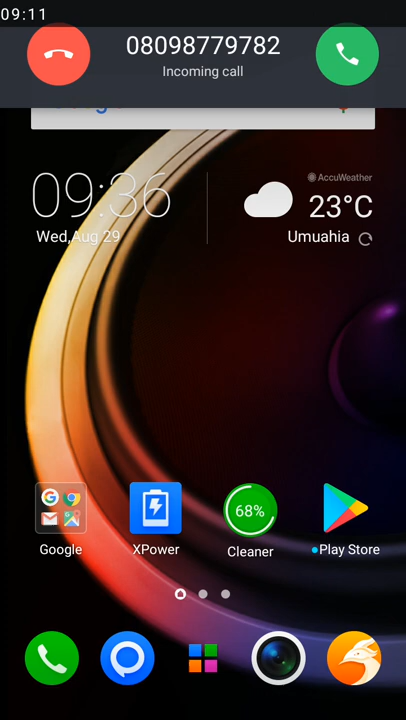 09:11
08098779782
Incoming call
09:36
AccuWeather
23°C
Wed,Aug 29
Umuahia
68%
Google
XPower
Cleaner
Play Store